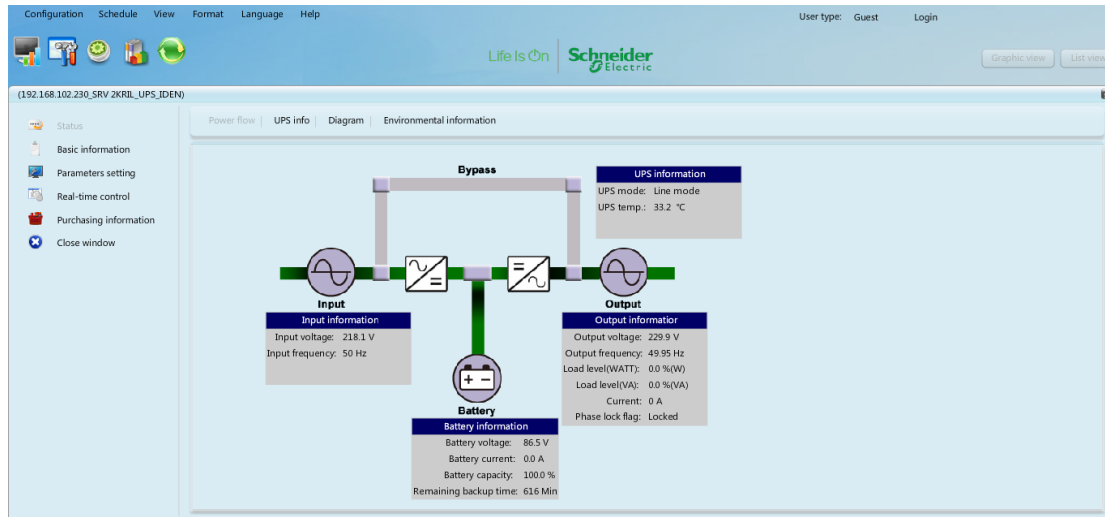 Configuration Schedule View Format Language Help
User type: Guest Login
Life Is On Schneider Electric
Graphic view List view
(192.168.102.230_SRV 2KRIL_UPS_IDEN)
Status
Basic information
Parameters setting
Real-time control
Purchasing information
Close window
Power flow UPS info Diagram Environmental information
Bypass
UPS information
UPS mode: Line mode
UPS temp.: 33.2 °C
Input
Input information
Input voltage: 218.1 V
Input frequency: 50 Hz
Output
Output informatior
Output voltage: 229.9 V
Output frequency: 49.95 Hz
Load level(WATT): 0.0 %(W)
Load level(VA): 0.0 %(VA)
Current: 0 A
Phase lock flag: Locked
Battery
Battery information
Battery voltage: 86.5 V
Battery current: 0.0 A
Battery capacity: 100.0 %
Remaining backup time: 616 Min